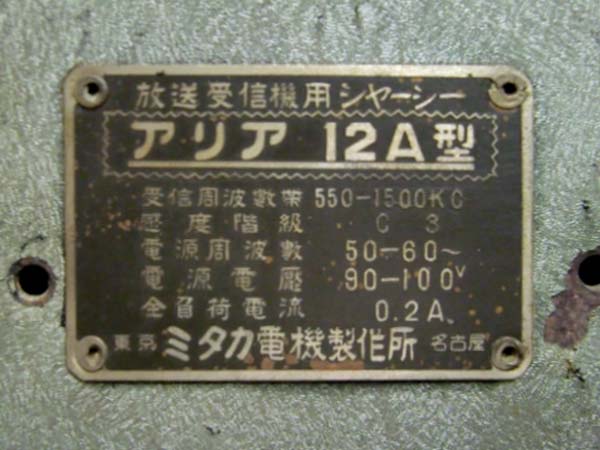 放送受信機用シヤーシー
アリア 12A型
受信周波數帯 550-1500KC
感度階級 C 3
電源周波數 50-60~
電源電壓 90-100V
全負荷電流 0.2A.
東京 ミタカ電機製作所 名古屋